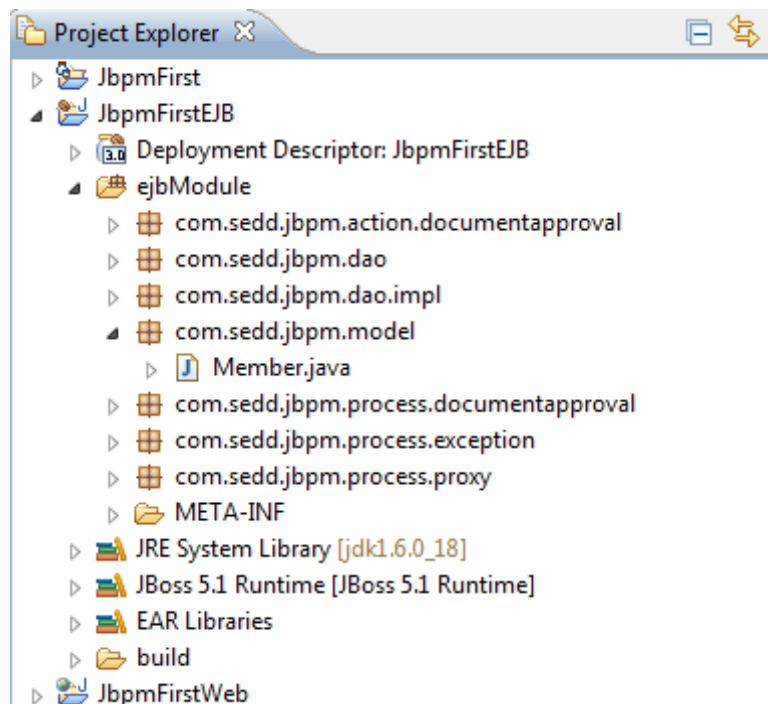 Project Explorer
JbpmFirst
JbpmFirstEJB
3.0 Deployment Descriptor: JbpmFirstEJB
ejbModule
com.sedd.jbpm.action.documentapproval
com.sedd.jbpm.dao
com.sedd.jbpm.dao.impl
com.sedd.jbpm.model
J Member.java
com.sedd.jbpm.process.documentapproval
com.sedd.jbpm.process.exception
com.sedd.jbpm.process.proxy
META-INF
JRE System Library [jdk1.6.0_18]
JBoss 5.1 Runtime [JBoss 5.1 Runtime]
EAR Libraries
build
JbpmFirstWeb